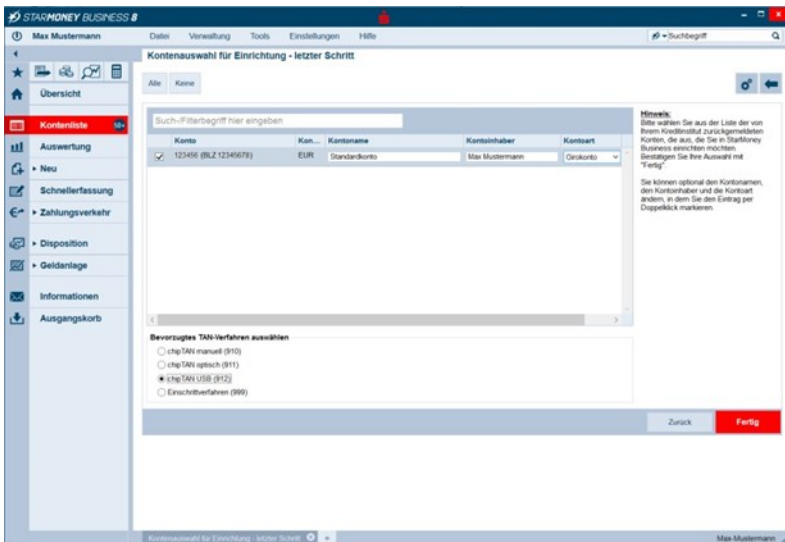 STARMONEY BUSINESS 8
Max Mustermann
Datei Verwaltung Tools Einstellungen Hilfe
Suchbegriff
Kontenauswahl für Einrichtung - letzter Schritt
Alle Keine
Übersicht
Kontenliste 50+
Auswertung
Neu
Schnellerfassung
Zahlungsverkehr
Disposition
Geldanlage
Informationen
Ausgangskorb
Such-/Filterbegriff hier eingeben
Konto Kon... Kontoname Kontoinhaber Kontoart
123456 (BLZ 12345678) EUR Standardkonto Max Mustermann Girokonto
Hinweis:
Bitte wählen Sie aus der Liste der von
Ihrem Kreditinstitut zurückgemeldeten
Konten, die aus, die Sie in StarMoney
Business einrichten möchten.
Bestätigen Sie Ihre Auswahl mit
"Fertig".
Sie können optional den Kontonamen,
den Kontoinhaber und die Kontoart
ändern, in dem Sie den Eintrag per
Doppelklick markieren.
Bevorzugtes TAN-Verfahren auswählen
chipTAN manuell (910)
chipTAN optisch (911)
chipTAN USB (912)
Einschrittverfahren (999)
Zurück Fertig
Kontenauswahl für Einrichtung - letzter Schritt
Max-Mustermann